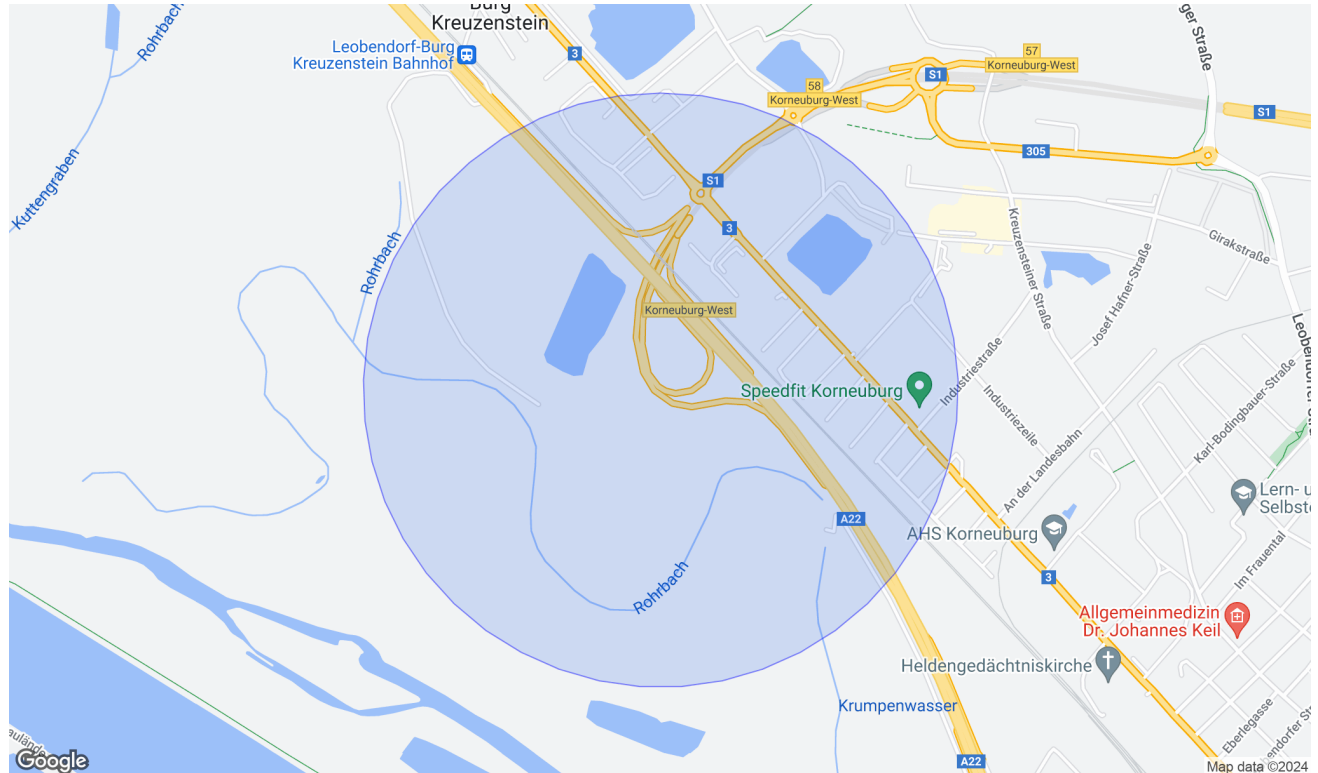 Burg
Kreuzenstein
Leobendorf-Burg
Kreuzenstein Bahnhof
Rohrbach
ger Straße
3
57
Korneuburg-West
S1
58
Korneuburg-West
S1
305
Kuttengraben
S1
3
Rohrbach
Kreuzensteiner Straße
Girakstraße
Josef Hafner-Straße
Korneuburg-West
Leobendorfer
Speedfit Korneuburg
Industriestraße
Industriezeile
Karl-Bodingbauer-Straße
An der Landesbahn
Lern- u
Selbst
A22
AHS Korneuburg
Im Frauental
3
Rohrbach
Allgemeinmedizin
Dr. Johannes Keil
Heldengedächtniskirche
Krumpenwasser
Eberlegasse
A22
Google
Map data ©2024